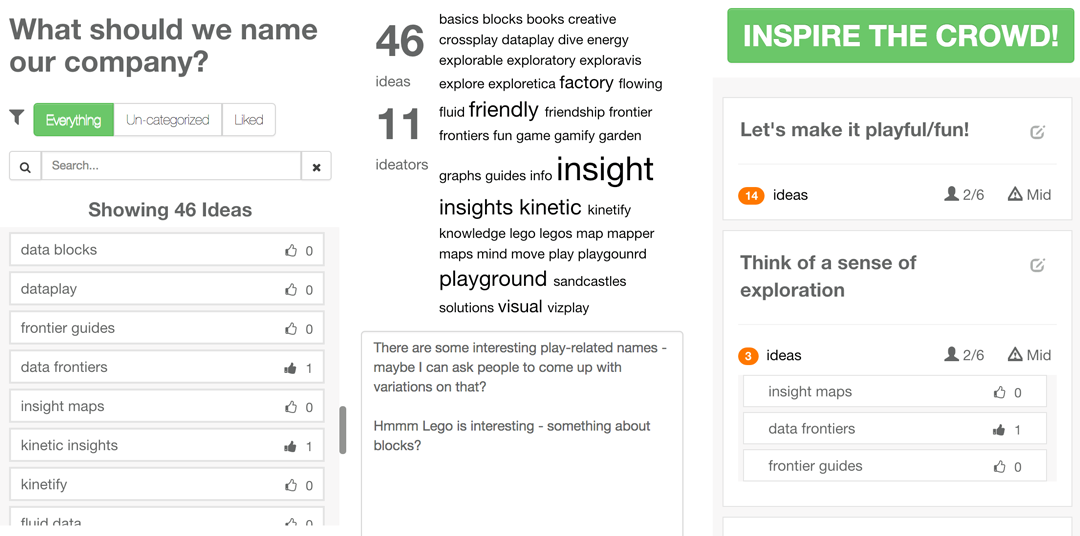 What should we name
our company?
Everything
Un-categorized
Liked
Search...
Showing 46 Ideas
data blocks 0
dataplay 0
frontier guides 0
data frontiers 1
insight maps 0
kinetic insights 1
kinetify 0
fluid data 0
46
ideas
11
ideators
basics blocks books creative
crossplay dataplay dive energy
explorable exploratory exploravis
explore exploretica factory flowing
fluid friendly friendship frontier
frontiers fun game gamify garden
graphs guides info insight
insights kinetic kinetify
knowledge lego legos map mapper
maps mind move play playgounrd
playground sandcastles
solutions visual vizplay
There are some interesting play-related names -
maybe I can ask people to come up with
variations on that?
Hmmm Lego is interesting - something about
blocks?
INSPIRE THE CROWD!
Let's make it playful/fun!
14 ideas 2/6 Mid
Think of a sense of
exploration
3 ideas 2/6 Mid
insight maps 0
data frontiers 1
frontier guides 0